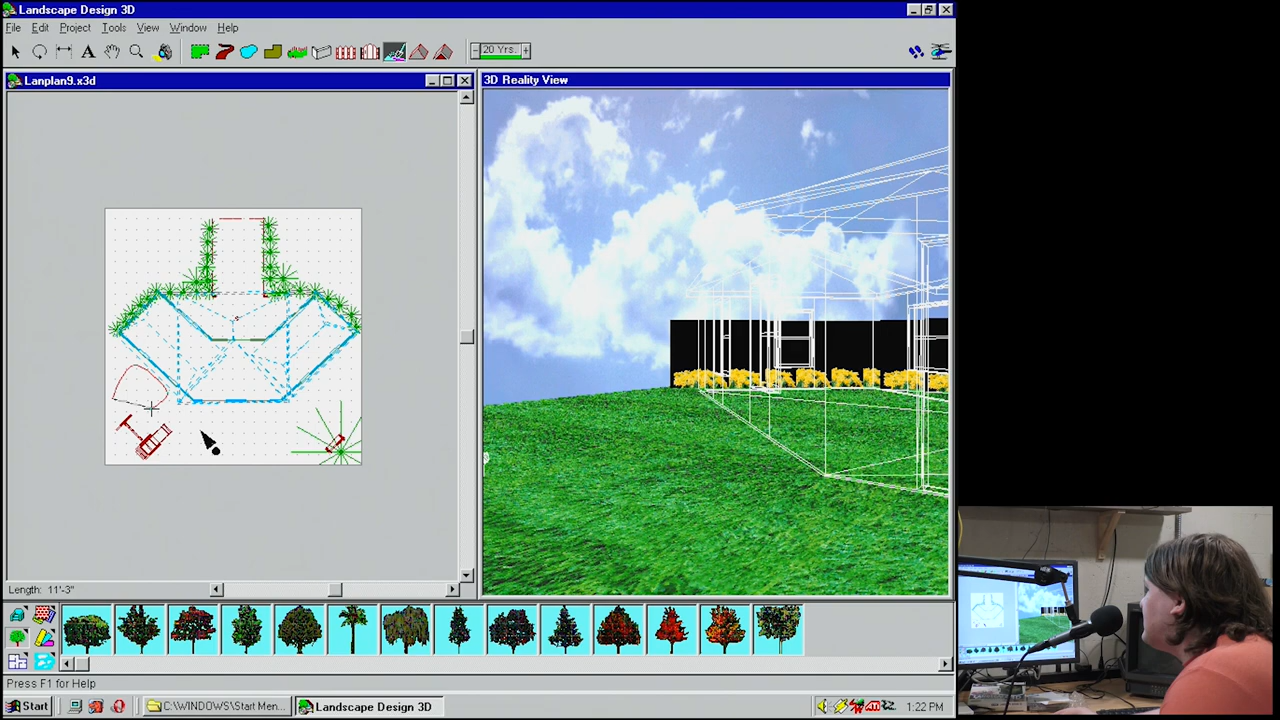 Landscape Design 3D
File Edit Project Tools View Window Help
A
20 Yrs.
Lanplan9.x3d
3D Reality View
Length: 11'-3"
Press F1 for Help
Start
C:\WINDOWS\Start Men...
Landscape Design 3D
1:22 PM